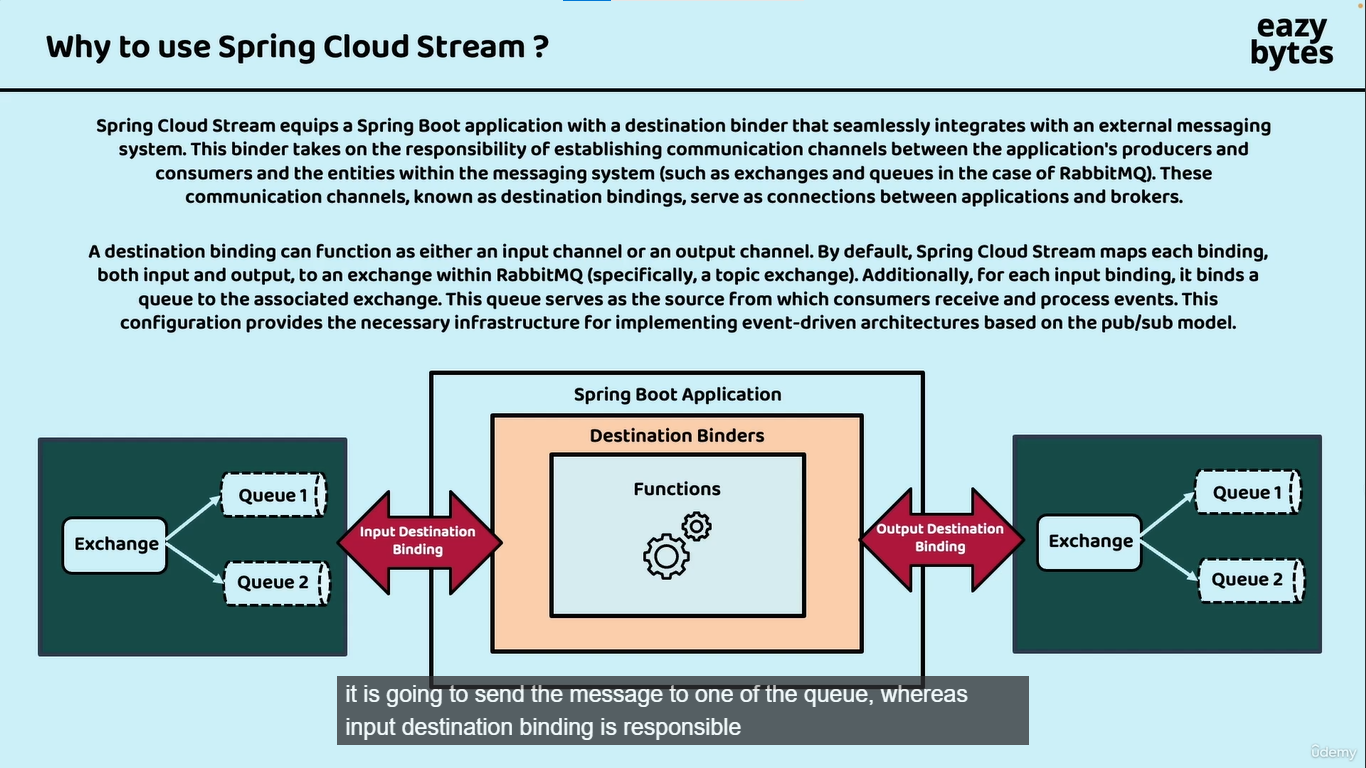 Why to use Spring Cloud Stream ?
eazy
bytes
Spring Cloud Stream equips a Spring Boot application with a destination binder that seamlessly integrates with an external messaging
system. This binder takes on the responsibility of establishing communication channels between the application's producers and
consumers and the entities within the messaging system (such as exchanges and queues in the case of RabbitMQ). These
communication channels, known as destination bindings, serve as connections between applications and brokers.
A destination binding can function as either an input channel or an output channel. By default, Spring Cloud Stream maps each binding,
both input and output, to an exchange within RabbitMQ (specifically, a topic exchange). Additionally, for each input binding, it binds a
queue to the associated exchange. This queue serves as the source from which consumers receive and process events. This
configuration provides the necessary infrastructure for implementing event-driven architectures based on the pub/sub model.
Spring Boot Application
Destination Binders
Functions
Exchange
Queue 1
Queue 2
Input Destination
Binding
Output Destination
Binding
Exchange
Queue 1
Queue 2
it is going to send the message to one of the queue, whereas
input destination binding is responsible
ûdemy